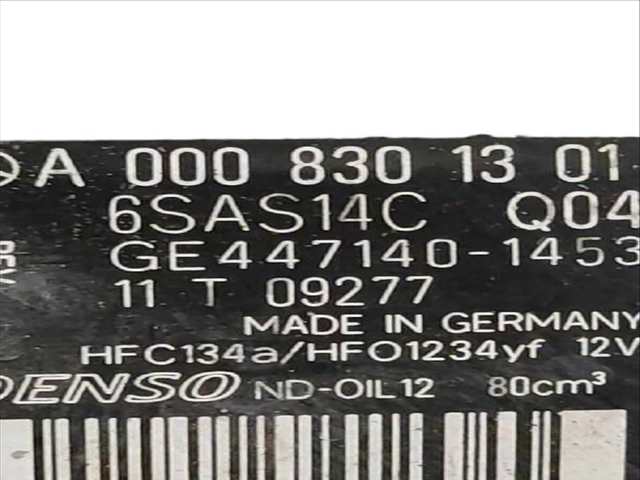 A 000 830 13 01
6SAS14C Q04
GE447140-1453
11 T 09277
MADE IN GERMANY
HFC134a/HFO1234yf 12V
DENSO ND-OIL12 80cm³